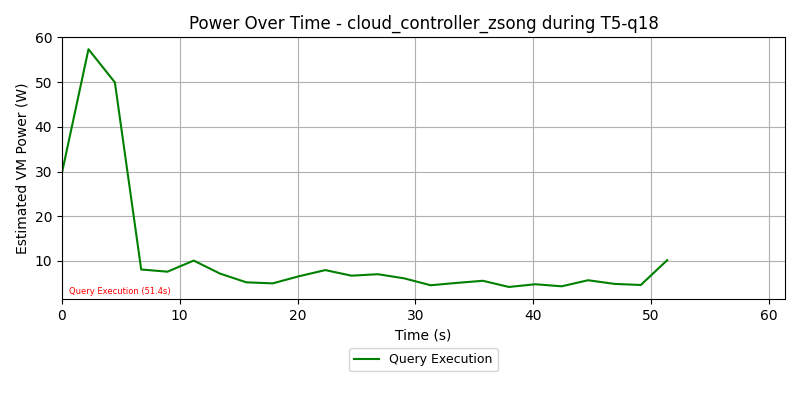 Power Over Time - cloud_controller_zsong during T5-q18
Estimated VM Power (W)
60
50
40
30
20
10
Query Execution (51.4s)
0 10 20 30 40 50 60
Time (s)
Query Execution